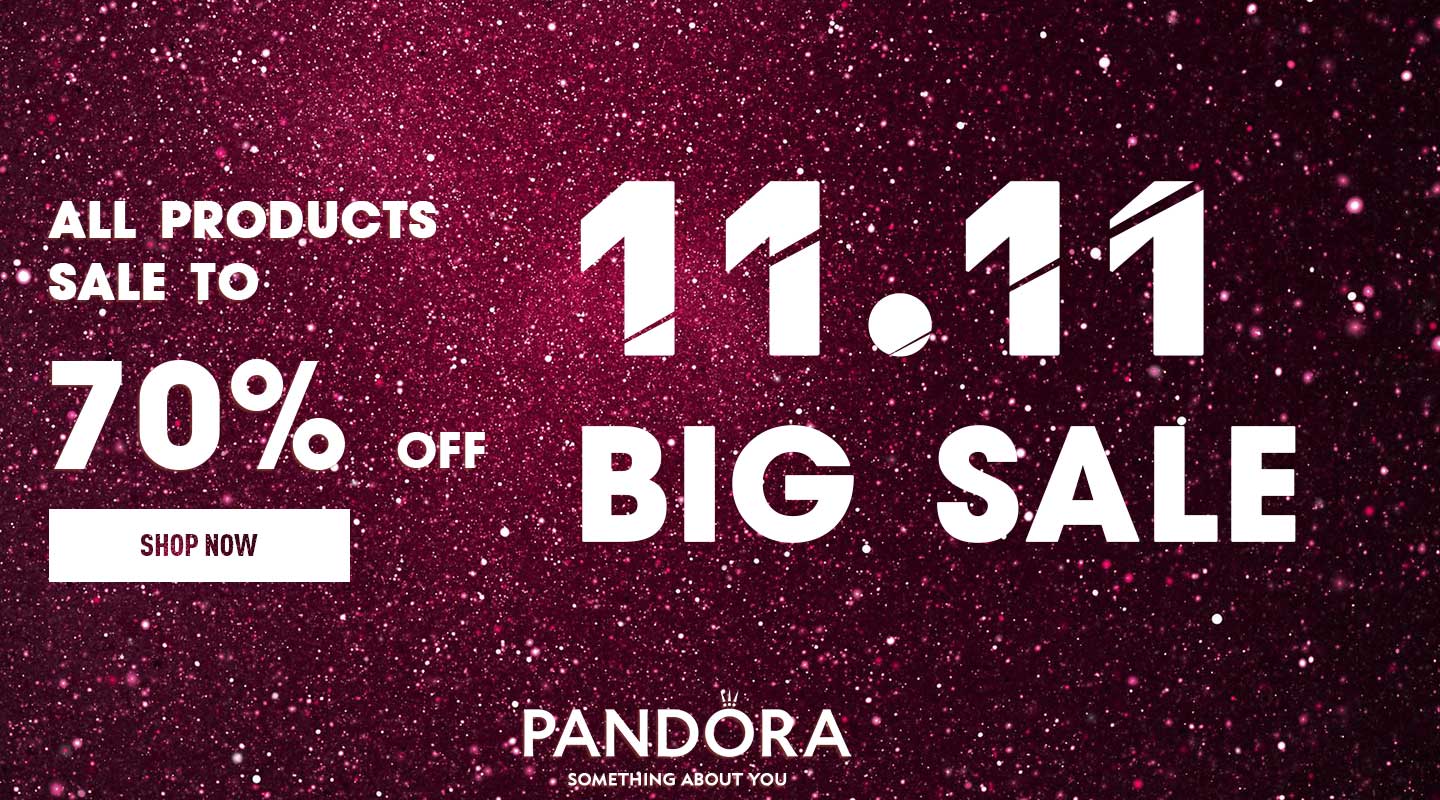 ALL PRODUCTS
SALE TO
70% OFF
SHOP NOW
11.11
BIG SALE
PANDORA
SOMETHING ABOUT YOU